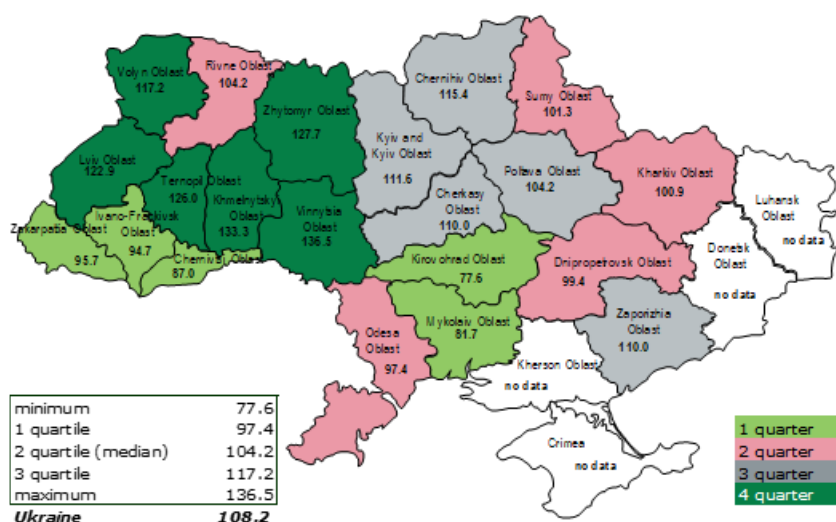 Volyn Oblast
117.2
Rivne Oblast
104.2
Zhytomyr Oblast
127.7
Kyiv and
Kyiv Oblast
111.6
Chernihiv Oblast
115.4
Sumy Oblast
101.3
Lviv Oblast
122.9
Ternopil Oblast
126.0
Khmelnytsky
Oblast
133.3
Vinnytsia
Oblast
136.5
Cherkasy
Oblast
110.0
Poltava Oblast
104.2
Kharkiv Oblast
100.9
Luhansk
Oblast
no data
Donetsk
Oblast
no data
Zakarpatia Oblast
95.7
Ivano-Frankivsk
Oblast
94.7
Chernivtsi Oblast
87.0
Kirovohrad Oblast
77.6
Dnipropetrovsk Oblast
99.4
Zaporizhia
Oblast
110.0
Odesa
Oblast
97.4
Mykolaiv Oblast
81.7
Kherson Oblast
no data
Crimea
no data
minimum 77.6
1 quartile 97.4
2 quartile (median) 104.2
3 quartile 117.2
maximum 136.5
Ukraine 108.2
1 quarter
2 quarter
3 quarter
4 quarter